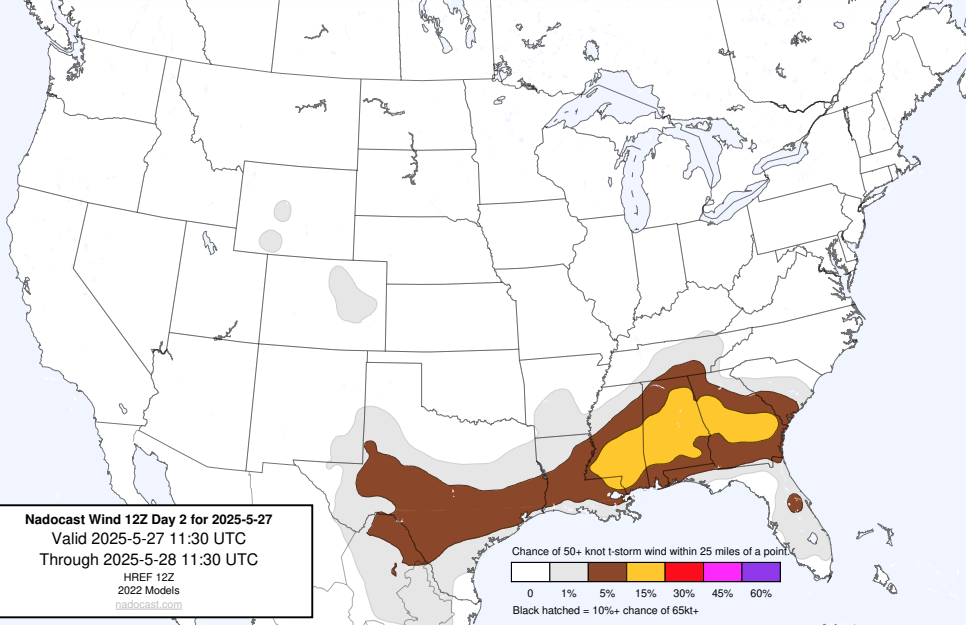 Nadocast Wind 12Z Day 2 for 2025-5-27
Valid 2025-5-27 11:30 UTC
Through 2025-5-28 11:30 UTC
HREF 12Z
2022 Models
nadocast.com
Chance of 50+ knot t-storm wind within 25 miles of a point.
0 1% 5% 15% 30% 45% 60%
Black hatched = 10%+ chance of 65kt+